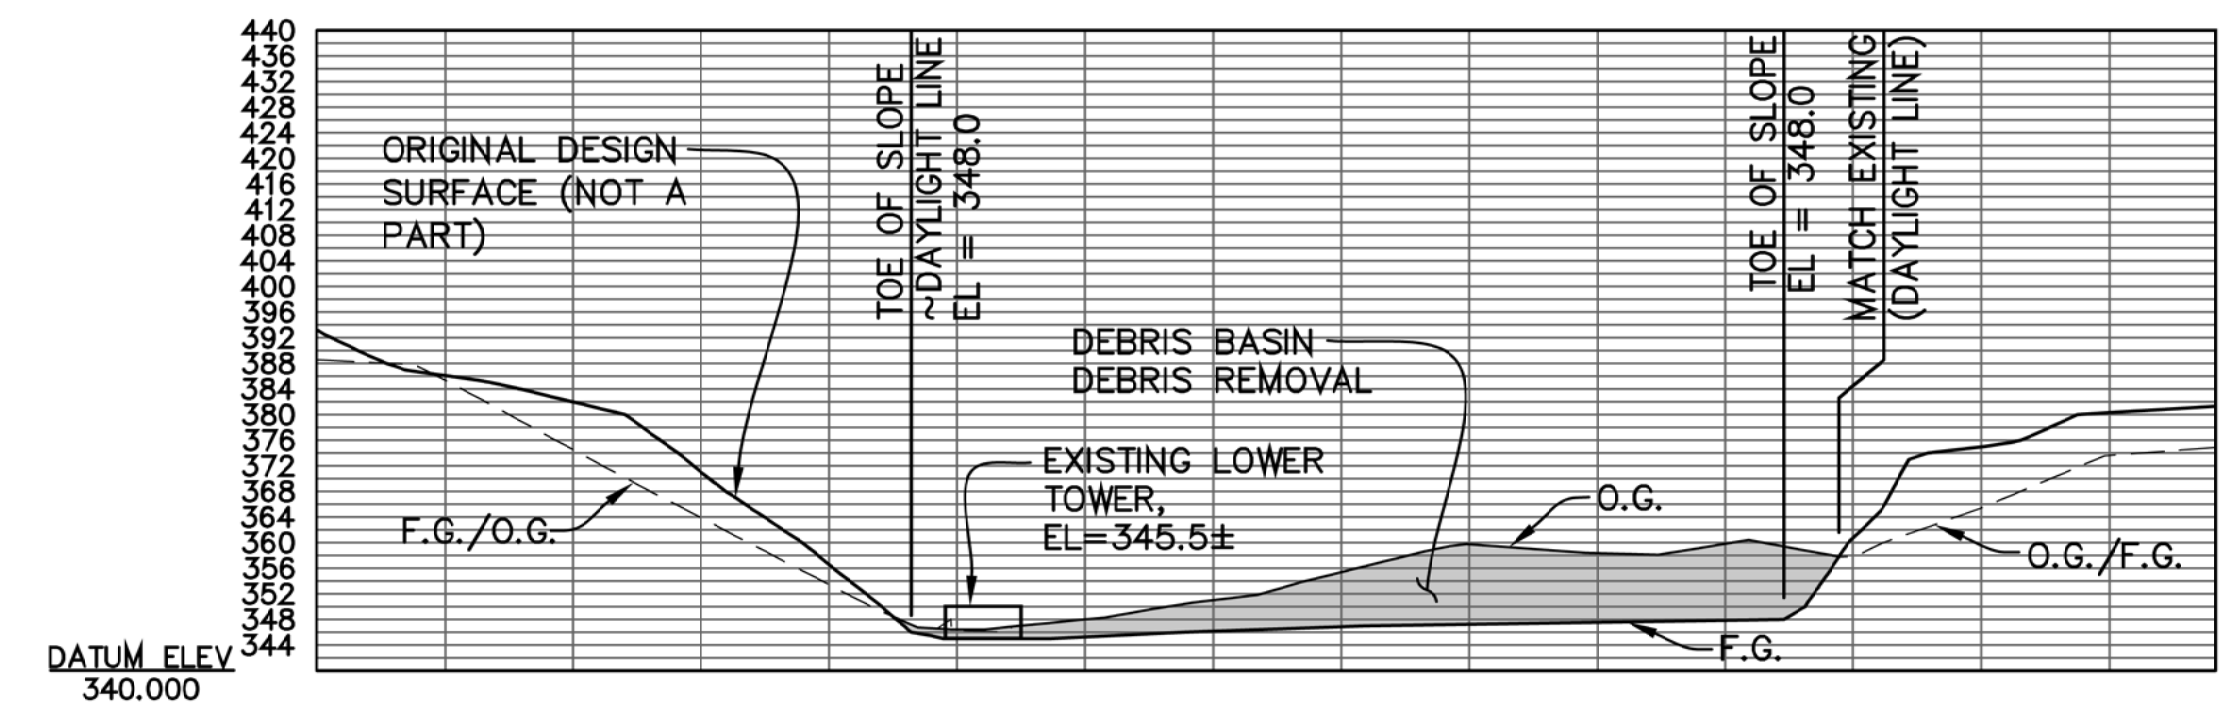 440
436
432
428
424
420
416
412
408
404
400
396
392
388
384
380
376
372
368
364
360
356
352
348
344
DATUM ELEV
340.000
ORIGINAL DESIGN
SURFACE (NOT A
PART)
F.G./O.G.
TOE OF SLOPE
~DAYLIGHT LINE
EL = 348.0
DEBRIS BASIN
DEBRIS REMOVAL
EXISTING LOWER
TOWER,
EL=345.5±
O.G.
F.G.
TOE OF SLOPE
EL = 348.0
MATCH EXISTING
(DAYLIGHT LINE)
O.G./F.G.